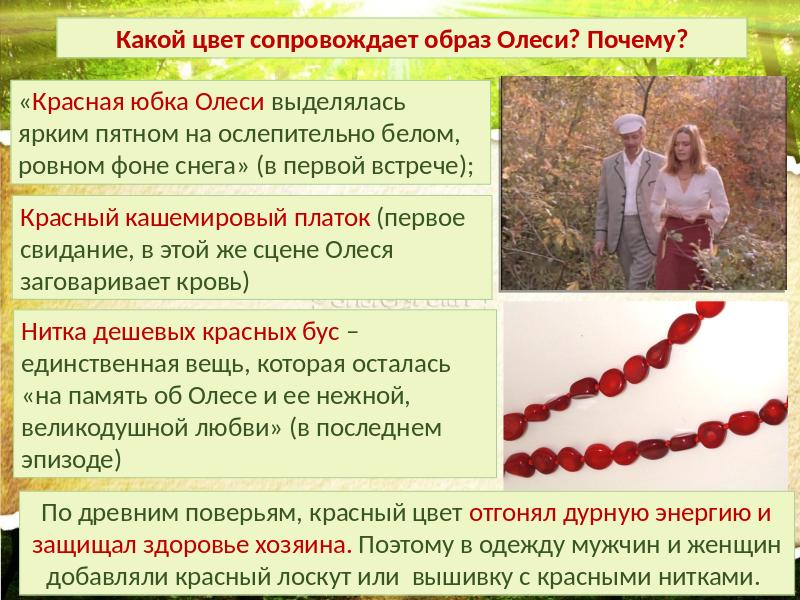 Какой цвет сопровождает образ Олеси? Почему?
«Красная юбка Олеси выделялась
ярким пятном на ослепительно белом,
ровном фоне снега» (в первой встрече);
Красный кашемировый платок (первое
свидание, в этой же сцене Олеся
заговаривает кровь)
Нитка дешевых красных бус –
единственная вещь, которая осталась
«на память об Олесе и ее нежной,
великодушной любви» (в последнем
эпизоде)
По древним поверьям, красный цвет отгонял дурную энергию и
защищал здоровье хозяина. Поэтому в одежду мужчин и женщин
добавляли красный лоскут или вышивку с красными нитками.